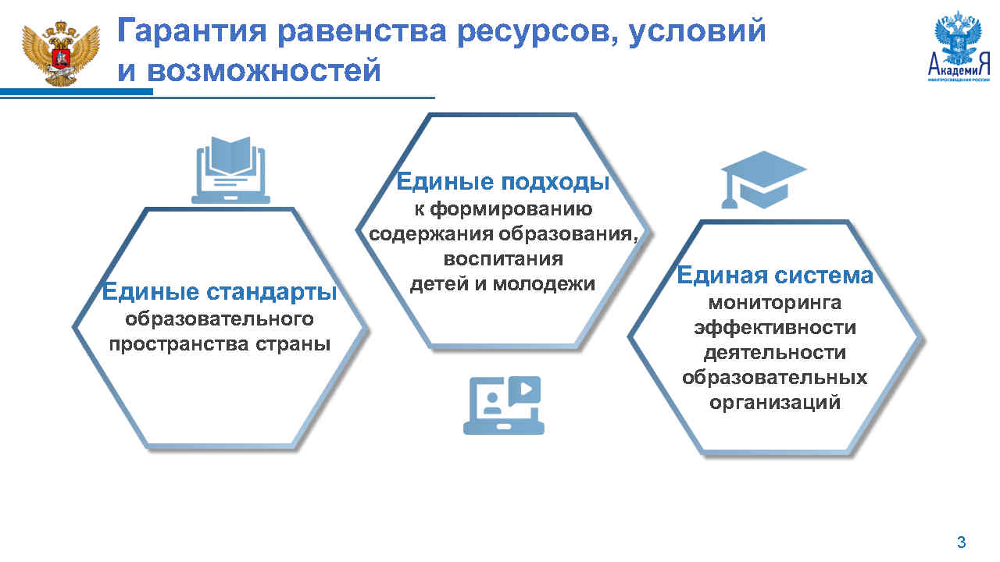 Гарантия равенства ресурсов, условий
и возможностей
АкадемиЯ
МИНПРОСВЕЩЕНИЯ РОССИИ
Единые стандарты
образовательного
пространства страны
Единые подходы
к формированию
содержания образования,
воспитания
детей и молодежи
Единая система
мониторинга
эффективности
деятельности
образовательных
организаций
3